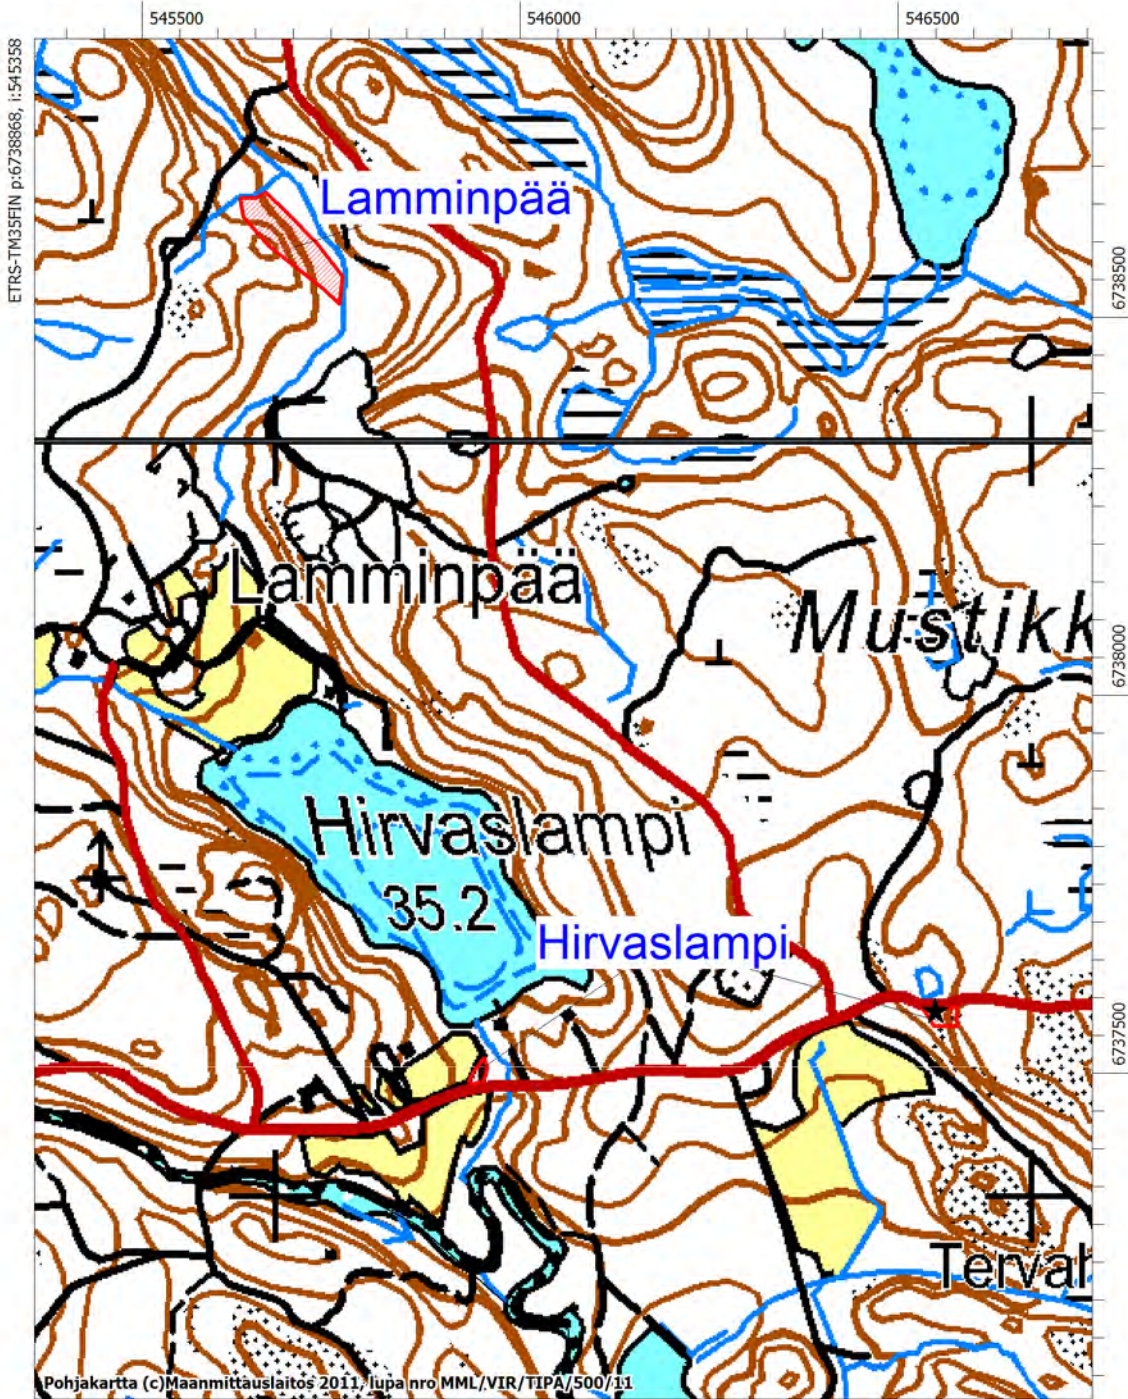 545500 546000 546500
ETRS-TM35FIN p:6738868, i:545358
Lamminpää
6738500
Lamminpää
Mustikk
6738000
Hirvaslampi
35.2
Hirvaslampi
6737500
Tervah
Pohjakartta (c)Maanmittauslaitos 2011, lupa nro MML/VIR/TIPA/500/11